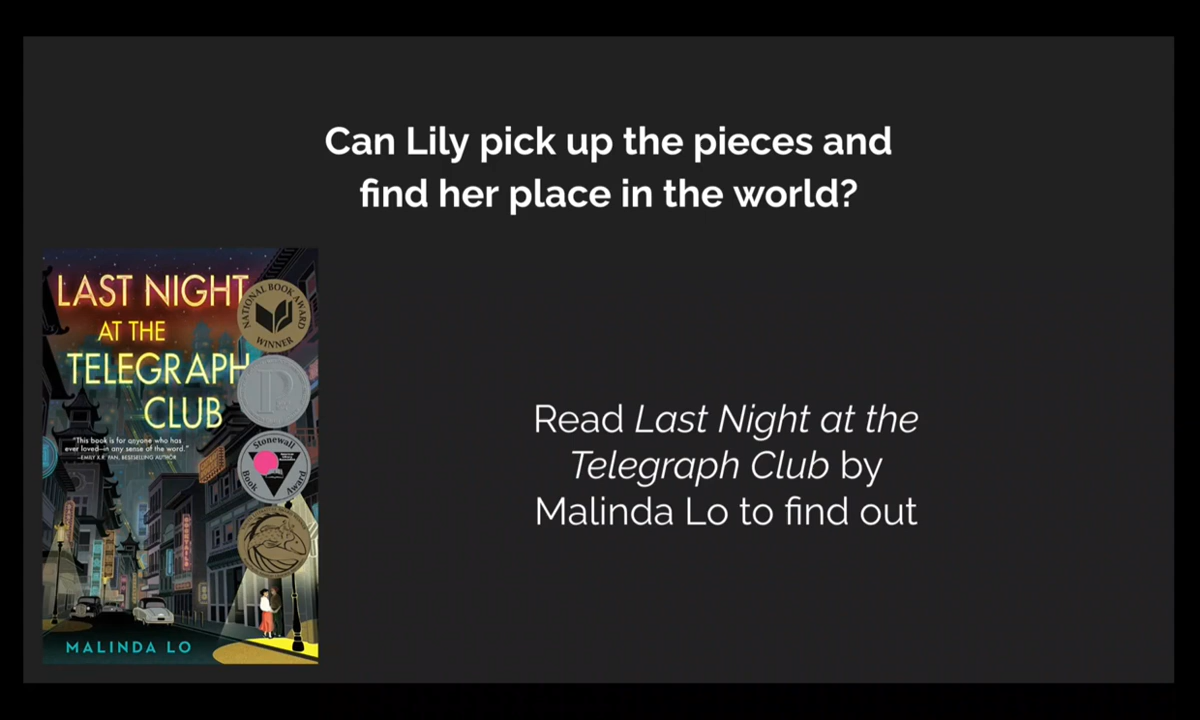 Can Lily pick up the pieces and
find her place in the world?
LAST NIGHT
AT THE
TELEGRAPH
CLUB
"This book is for anyone who has
ever loved—in any sense of the word."
—EMILY X.R. PAN, BESTSELLING AUTHOR
NATIONAL BOOK AWARD
WINNER
Stonewall
Book Award
MALINDA LO
Read Last Night at the
Telegraph Club by
Malinda Lo to find out